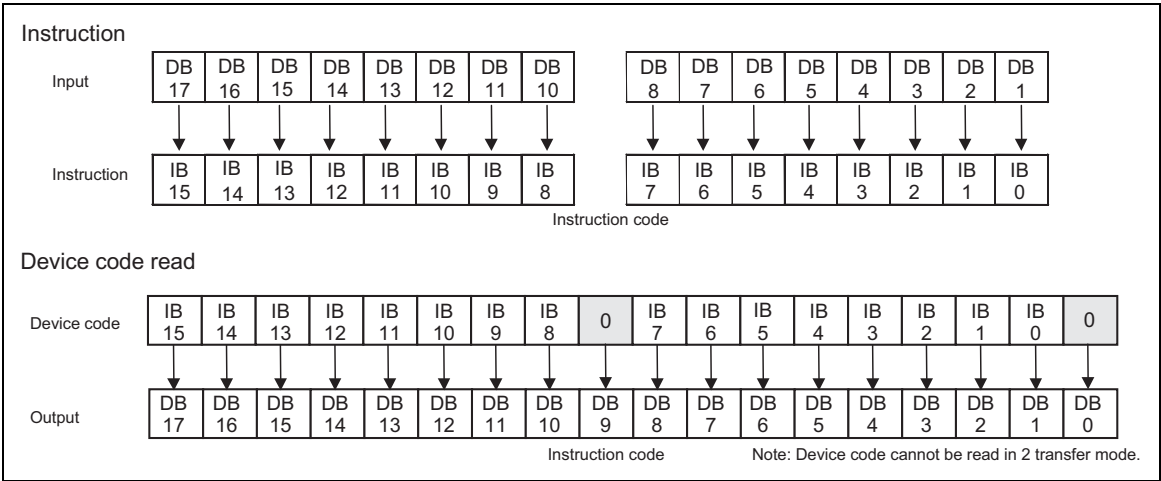 Instruction
Input
DB 17 DB 16 DB 15 DB 14 DB 13 DB 12 DB 11 DB 10 DB 8 DB 7 DB 6 DB 5 DB 4 DB 3 DB 2 DB 1
Instruction
IB 15 IB 14 IB 13 IB 12 IB 11 IB 10 IB 9 IB 8 IB 7 IB 6 IB 5 IB 4 IB 3 IB 2 IB 1 IB 0
Instruction code
Device code read
Device code
IB 15 IB 14 IB 13 IB 12 IB 11 IB 10 IB 9 IB 8 0 IB 7 IB 6 IB 5 IB 4 IB 3 IB 2 IB 1 IB 0 0
Output
DB 17 DB 16 DB 15 DB 14 DB 13 DB 12 DB 11 DB 10 DB 9 DB 8 DB 7 DB 6 DB 5 DB 4 DB 3 DB 2 DB 1 DB 0
Instruction code
Note: Device code cannot be read in 2 transfer mode.